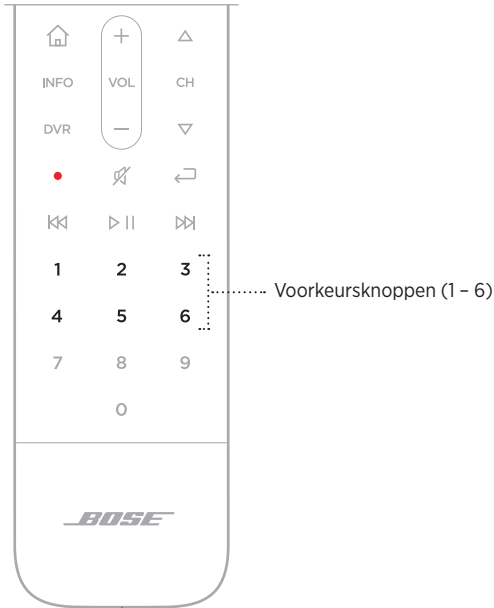 INFO
VOL
CH
DVR
1 2 3
Voorkeursknoppen (1 – 6)
4 5 6
7 8 9
0
BOSE